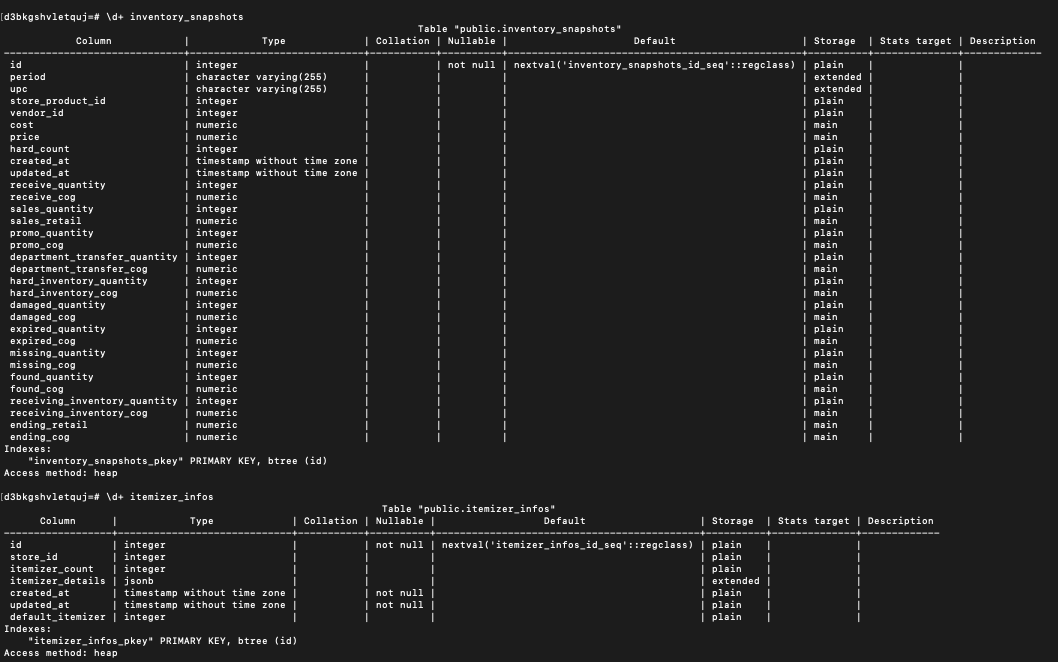 [d3bkgshvletquj=# \d+ inventory_snapshots
Table "public.inventory_snapshots"
Column | Type | Collation | Nullable | Default | Storage | Stats target | Description
id | integer | | not null | nextval('inventory_snapshots_id_seq'::regclass) | plain | |
period | character varying(255) | | | | extended | |
upc | character varying(255) | | | | extended | |
store_product_id | integer | | | | plain | |
vendor_id | integer | | | | plain | |
cost | numeric | | | | main | |
price | numeric | | | | main | |
hard_count | integer | | | | plain | |
created_at | timestamp without time zone | | | | plain | |
updated_at | timestamp without time zone | | | | plain | |
receive_quantity | integer | | | | plain | |
receive_cog | numeric | | | | main | |
sales_quantity | integer | | | | plain | |
sales_retail | numeric | | | | main | |
promo_quantity | integer | | | | plain | |
promo_cog | numeric | | | | main | |
department_transfer_quantity | integer | | | | plain | |
department_transfer_cog | numeric | | | | main | |
hard_inventory_quantity | integer | | | | plain | |
hard_inventory_cog | numeric | | | | main | |
damaged_quantity | integer | | | | plain | |
damaged_cog | numeric | | | | main | |
expired_quantity | integer | | | | plain | |
expired_cog | numeric | | | | main | |
missing_quantity | integer | | | | plain | |
missing_cog | numeric | | | | main | |
found_quantity | integer | | | | plain | |
found_cog | numeric | | | | main | |
receiving_inventory_quantity | integer | | | | plain | |
receiving_inventory_cog | numeric | | | | main | |
ending_retail | numeric | | | | main | |
ending_cog | numeric | | | | main | |
Indexes:
"inventory_snapshots_pkey" PRIMARY KEY, btree (id)
Access method: heap
[d3bkgshvletquj=# \d+ itemizer_infos
Table "public.itemizer_infos"
Column | Type | Collation | Nullable | Default | Storage | Stats target | Description
id | integer | | not null | nextval('itemizer_infos_id_seq'::regclass) | plain | |
store_id | integer | | | | plain | |
itemizer_count | integer | | | | plain | |
itemizer_details | jsonb | | | | extended | |
created_at | timestamp without time zone | | not null | | plain | |
updated_at | timestamp without time zone | | not null | | plain | |
default_itemizer | integer | | | | plain | |
Indexes:
"itemizer_infos_pkey" PRIMARY KEY, btree (id)
Access method: heap